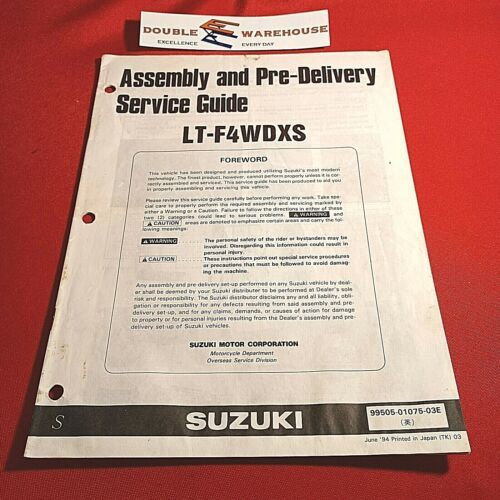 DOUBLE WAREHOUSE
EXCELLENCE EVERY DAY
Assembly and Pre-Delivery
Service Guide
LT-F4WDXS
FOREWORD
This vehicle has been designed and produced utilizing Suzuki's most modern
technology. The finest product, however, cannot perform properly unless it is cor-
rectly assembled and serviced. This service guide has been produced to aid you
in properly assembling and servicing this vehicle.
Please review this service guide carefully before performing any work. Take spe-
cial care to properly perform the required assembly and servicing marked by
either a Warning or a Caution. Failure to follow the directions in either of these
two (2) categories could lead to serious problems. WARNING and
CAUTION areas are denoted to emphasize certain areas and carry the fol-
lowing meanings:
WARNING ........ The personal safety of the rider or bystanders may be
involved. Disregarding this information could result in
personal injury.
CAUTION ........ These instructions point out special service procedures
or precautions that must be followed to avoid damag-
ing the machine.
Any assembly and pre-delivery set-up performed on any Suzuki vehicle by deal-
er shall be deemed by your Suzuki distributor to be performed at Dealer's sole
risk and responsibility. The Suzuki distributor disclaims any and all liability, obli-
gation or responsibility for any defects resulting from said assembly and pre-
delivery set-up, and for any claims, demands, or causes of action for damage
to property or for personal injuries resulting from the Dealer's assembly and pre-
delivery set-up of Suzuki vehicles.
SUZUKI MOTOR CORPORATION
Motorcycle Department
Overseas Service Division
S
SUZUKI
99505-01075-03E
(英)
June '94 Printed in Japan (TK) 03